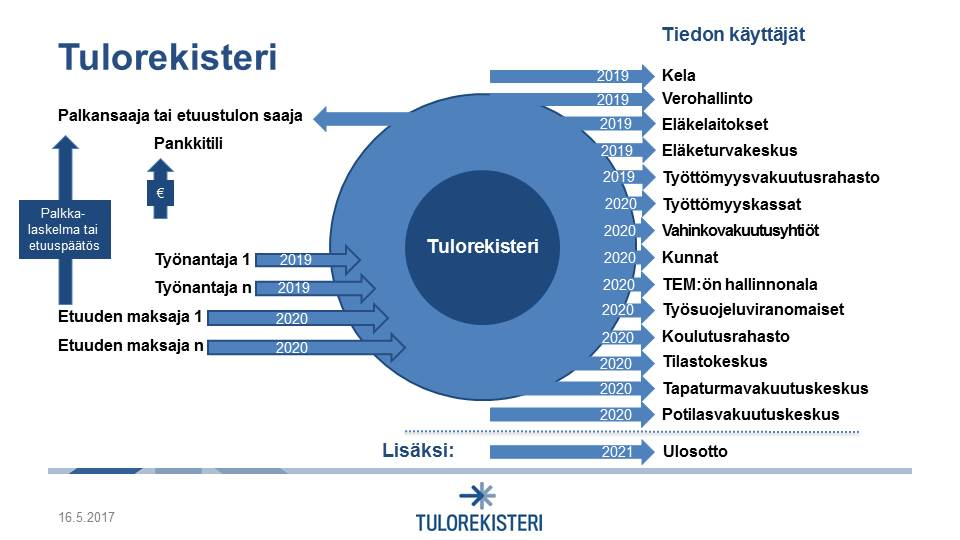 Tiedon käyttäjät
Tulorekisteri
2019 Kela
2019 Verohallinto
Palkansaaja tai etuustulon saaja
2019 Eläkelaitokset
Pankkitili
2019 Eläketurvakeskus
2019 Työttömyysvakuutusrahasto
€
2020 Työttömyyskassat
Palkka-
laskelma tai
etuuspäätös
2020 Vahinkovakuutusyhtiöt
Tulorekisteri
2020 Kunnat
Työnantaja 1 2019
2020 TEM:ön hallinnonala
Työnantaja n 2019
2020 Työsuojeluviranomaiset
Etuuden maksaja 1 2020
2020 Koulutusrahasto
Etuuden maksaja n 2020
2020 Tilastokeskus
2020 Tapaturmavakuutuskeskus
2020 Potilasvakuutuskeskus
Lisäksi: 2021 Ulosotto
16.5.2017
TULOREKISTERI